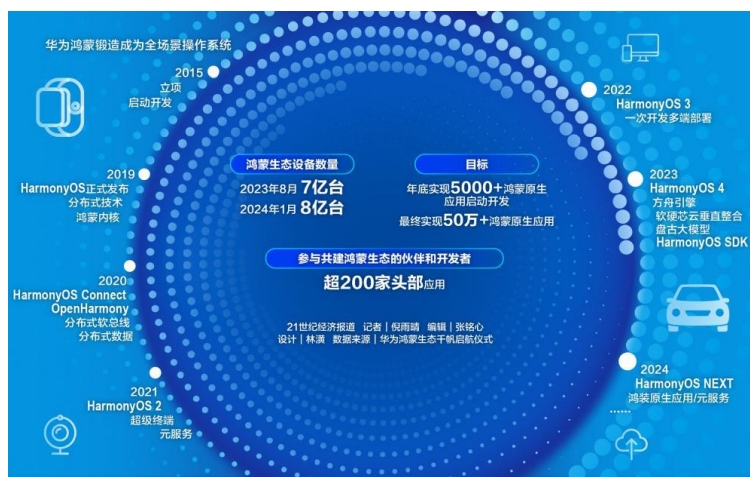 华为鸿蒙锻造成为全场景操作系统
2015
立项
启动开发
2019
HarmonyOS正式发布
分布式技术
鸿蒙内核
2020
HarmonyOS Connect
OpenHarmony
分布式软总线
分布式数据
2021
HarmonyOS 2
超级终端
元服务
鸿蒙生态设备数量
2023年8月 7亿台
2024年1月 8亿台
目标
年底实现5000+鸿蒙原生
应用启动开发
最终实现50万+鸿蒙原生应用
参与共建鸿蒙生态的伙伴和开发者
超200家头部应用
21世纪经济报道 记者|倪雨晴 编辑|张铭心
设计|林潢 数据来源|华为鸿蒙生态千帆启航仪式
2022
HarmonyOS 3
一次开发多端部署
2023
HarmonyOS 4
方舟引擎
软硬芯云垂直整合
盘古大模型
HarmonyOS SDK
2024
HarmonyOS NEXT
鸿装原生应用/元服务
......